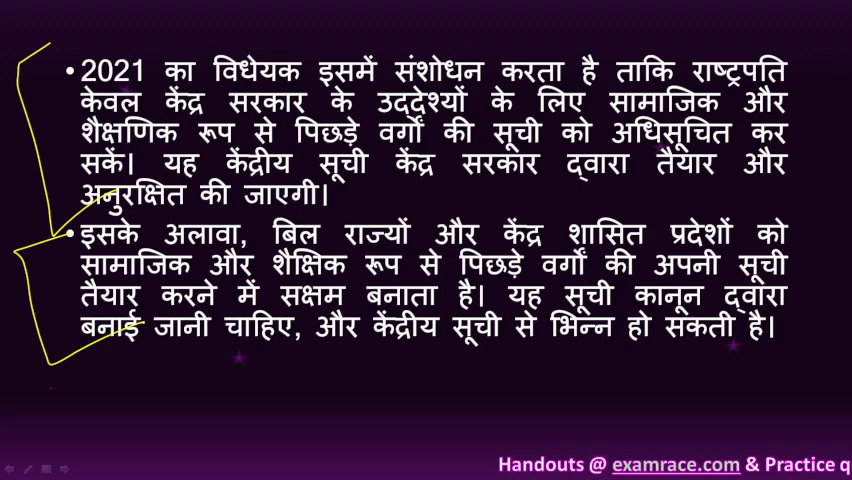 • 2021 का विधेयक इसमें संशोधन करता है ताकि राष्ट्रपति
केवल केंद्र सरकार के उद्देश्यों के लिए सामाजिक और
शैक्षणिक रूप से पिछड़े वर्गों की सूची को अधिसूचित कर
सकें। यह केंद्रीय सूची केंद्र सरकार द्वारा तैयार और
अनुरक्षित की जाएगी।
• इसके अलावा, बिल राज्यों और केंद्र शासित प्रदेशों को
सामाजिक और शैक्षिक रूप से पिछड़े वर्गों की अपनी सूची
तैयार करने में सक्षम बनाता है। यह सूची कानून द्वारा
बनाई जानी चाहिए, और केंद्रीय सूची से भिन्न हो सकती है।
Handouts @ examrace.com & Practice q